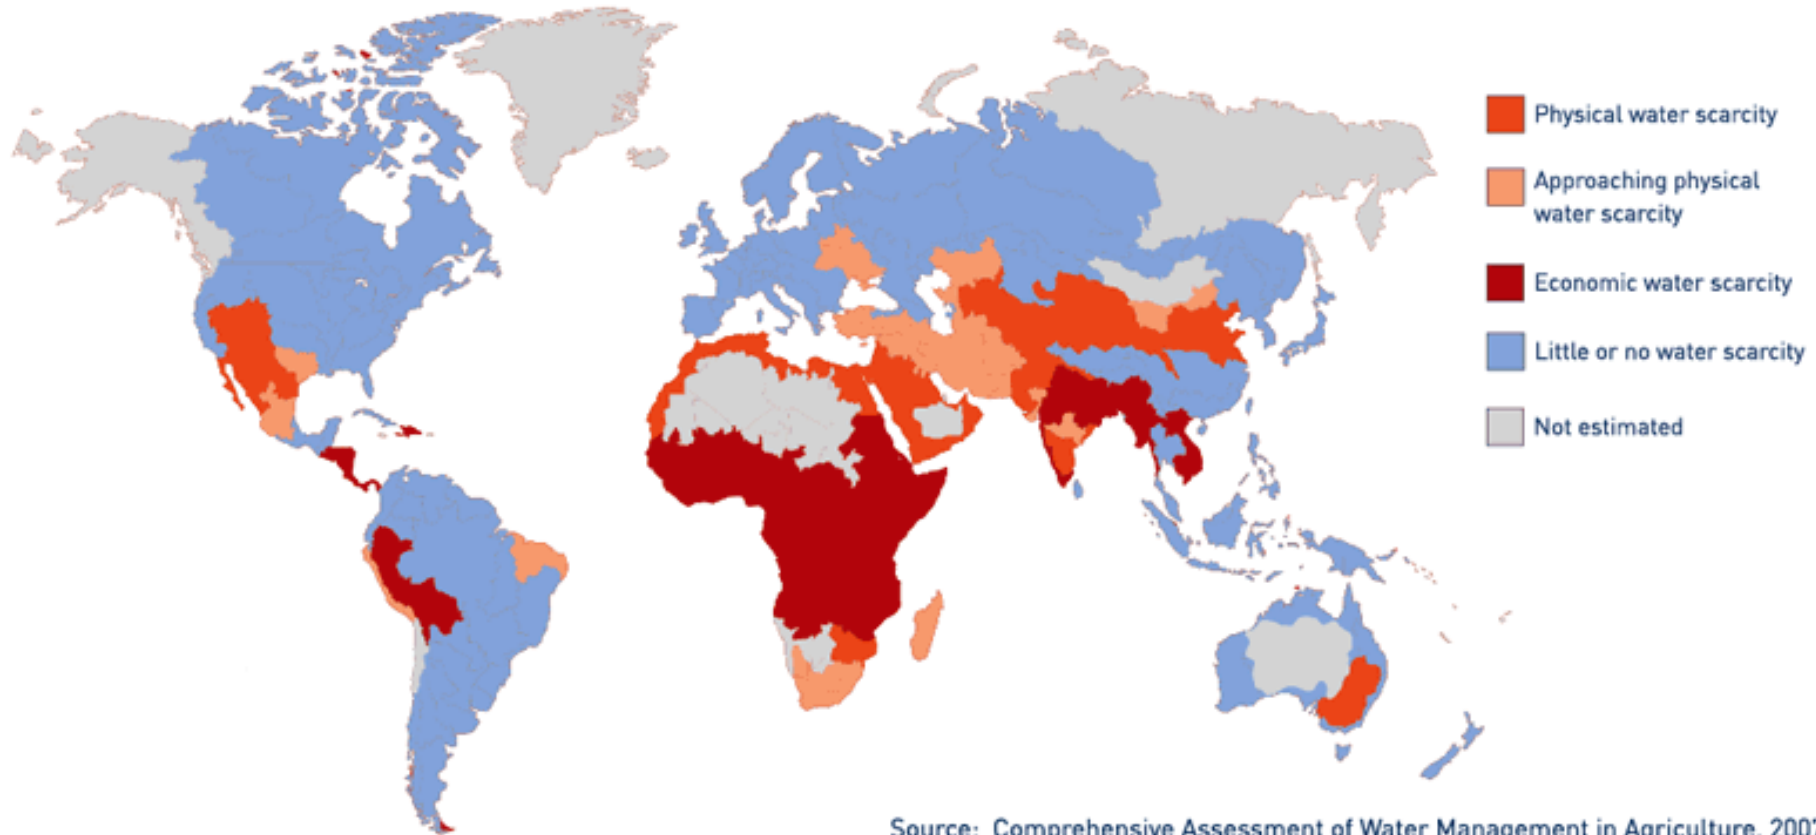 Physical water scarcity
Approaching physical
water scarcity
Economic water scarcity
Little or no water scarcity
Not estimated
Source: Comprehensive Assessment of Water Management in Agriculture,